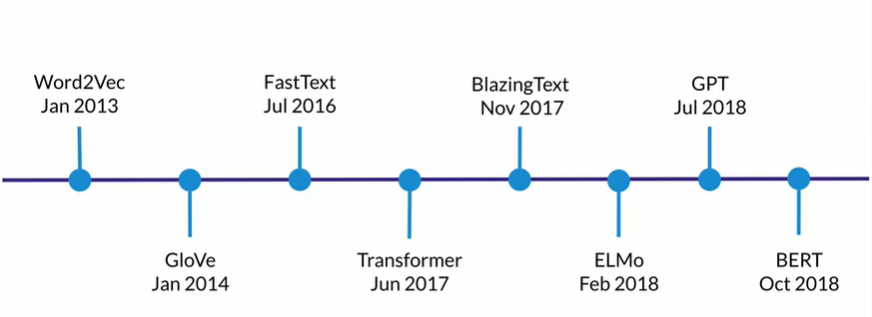 Word2Vec
Jan 2013
GloVe
Jan 2014
FastText
Jul 2016
Transformer
Jun 2017
BlazingText
Nov 2017
ELMo
Feb 2018
GPT
Jul 2018
BERT
Oct 2018